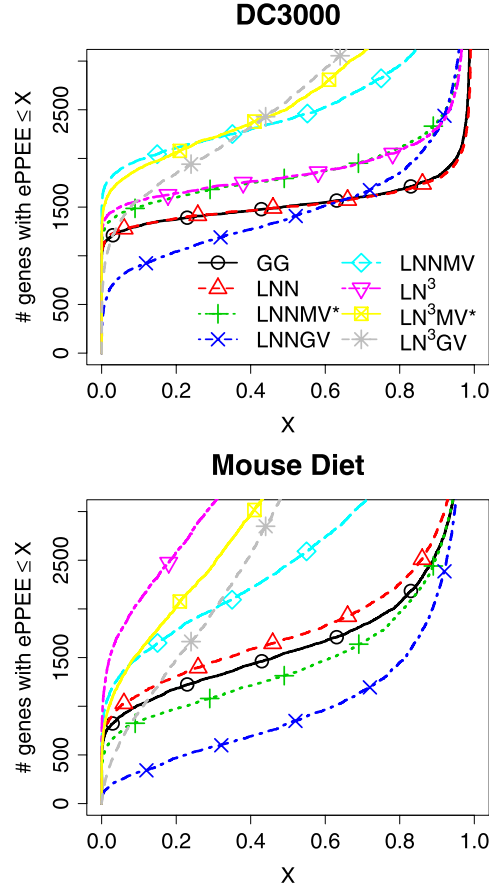 DC3000
# genes with ePPEE ≤ X
2500
1500
500
0
GG
LNN
LNNMV*
LNNGV
LNNMV
LN³
LN³MV*
LN³GV
0.0 0.2 0.4 0.6 0.8 1.0
X
Mouse Diet
# genes with ePPEE ≤ X
2500
1500
500
0
0.0 0.2 0.4 0.6 0.8 1.0
X